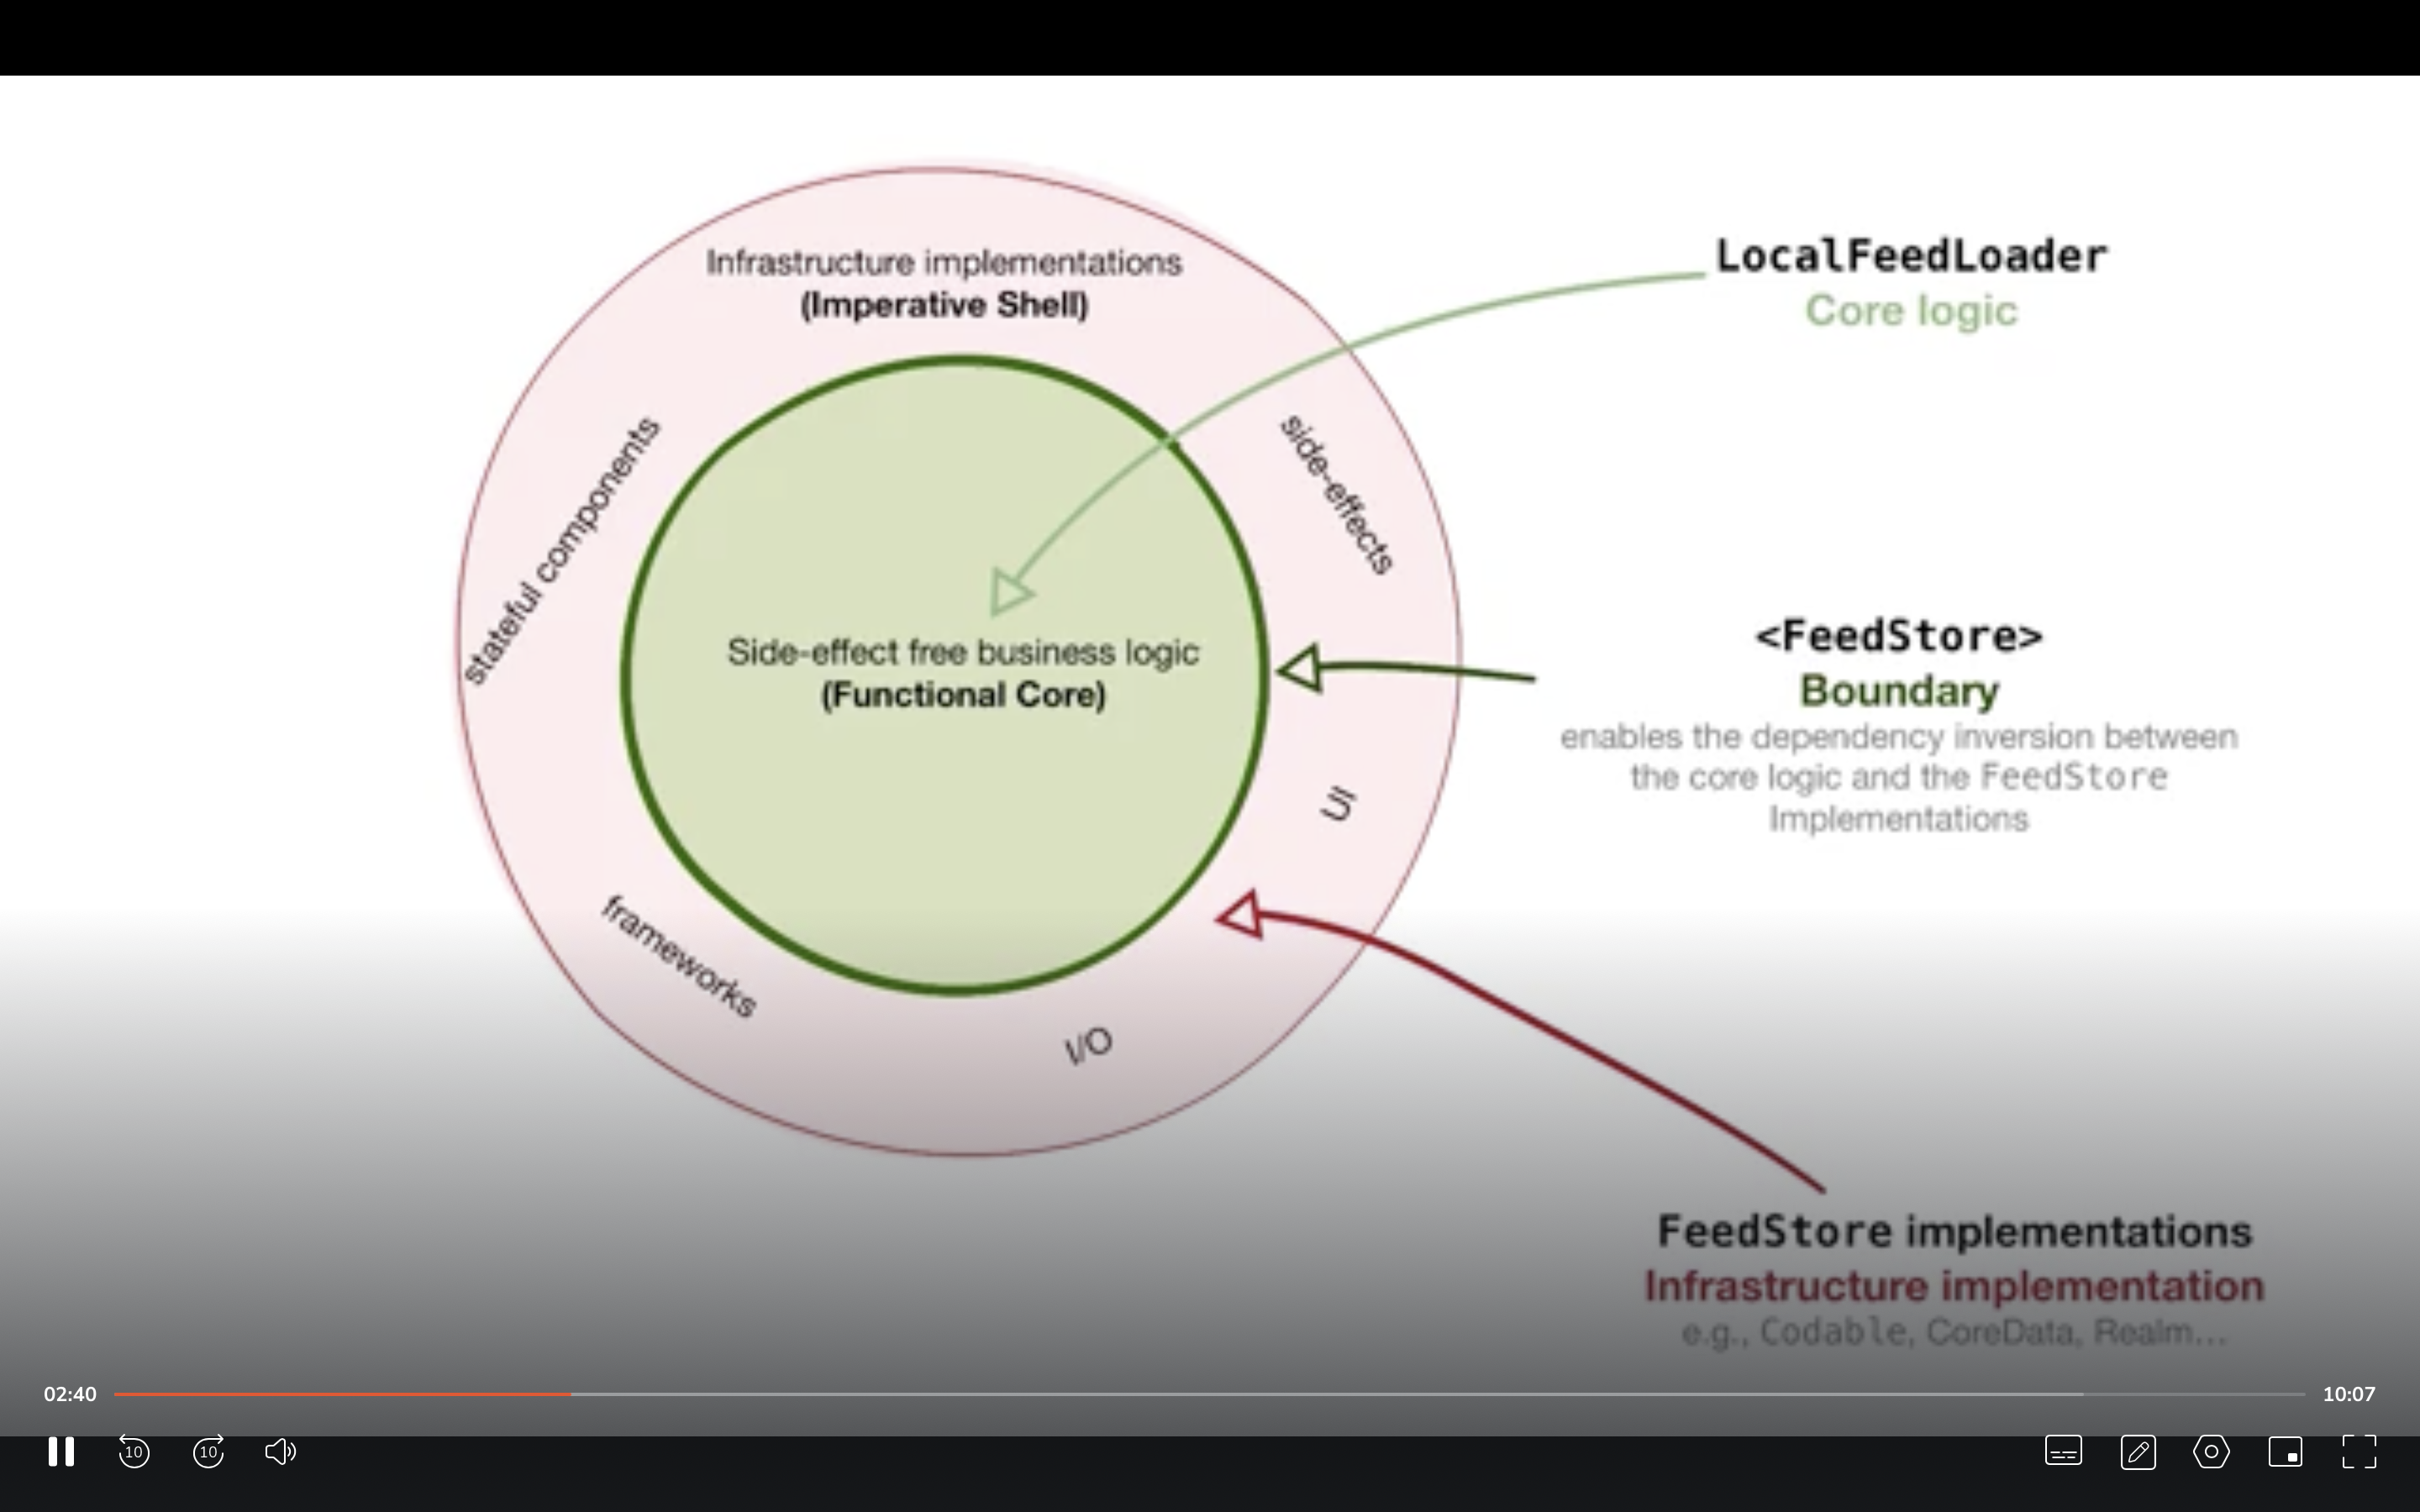 Infrastructure implementations
(Imperative Shell)
LocalFeedLoader
Core logic
stateful components
side-effects
Side-effect free business logic
(Functional Core)
<FeedStore>
Boundary
enables the dependency inversion between
the core logic and the FeedStore
Implementations
UI
frameworks
I/O
FeedStore implementations
Infrastructure implementation
e.g., Codable, CoreData, Realm...
02:40
10:07
10
10